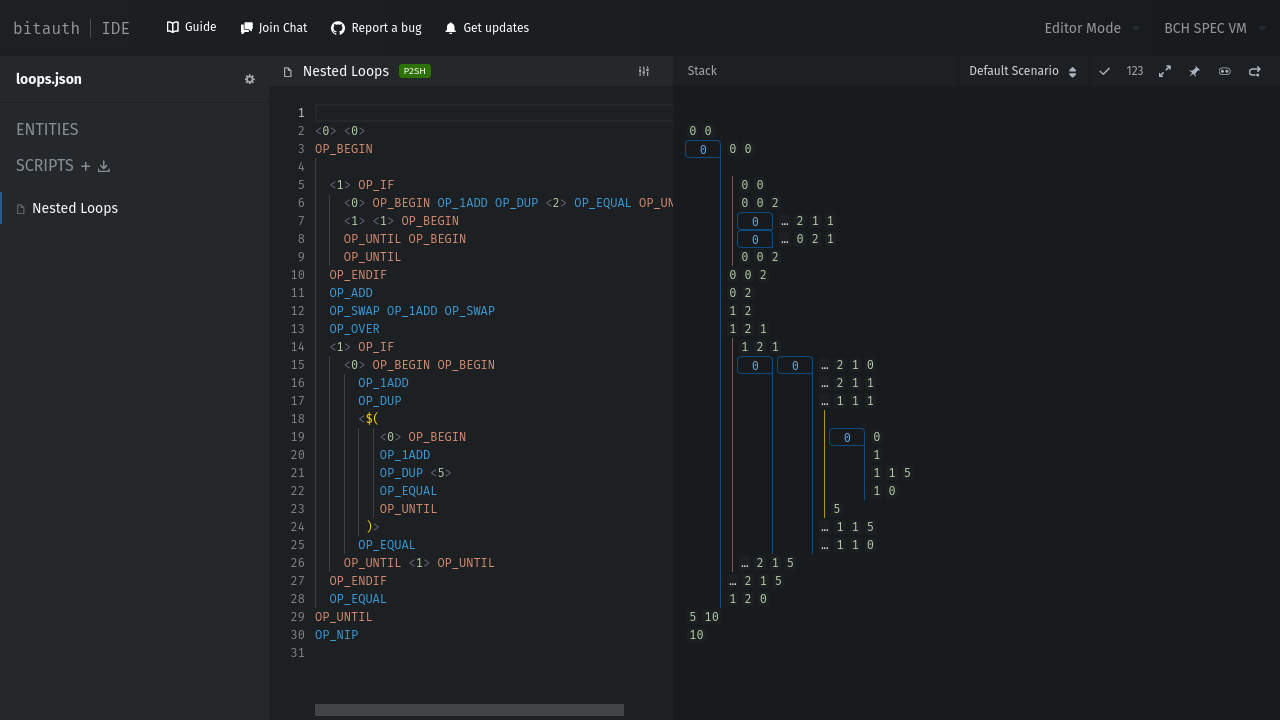 bitauth | IDE Guide Join Chat Report a bug Get updates Editor Mode BCH SPEC VM
loops.json
ENTITIES
SCRIPTS +
Nested Loops
Nested Loops P2SH
1
2 <0> <0>
3 OP_BEGIN
4
5 <1> OP_IF
6 <0> OP_BEGIN OP_1ADD OP_DUP <2> OP_EQUAL OP_UN
7 <1> <1> OP_BEGIN
8 OP_UNTIL OP_BEGIN
9 OP_UNTIL
10 OP_ENDIF
11 OP_ADD
12 OP_SWAP OP_1ADD OP_SWAP
13 OP_OVER
14 <1> OP_IF
15 <0> OP_BEGIN OP_BEGIN
16 OP_1ADD
17 OP_DUP
18 <$(
19 <0> OP_BEGIN
20 OP_1ADD
21 OP_DUP <5>
22 OP_EQUAL
23 OP_UNTIL
24 )>
25 OP_EQUAL
26 OP_UNTIL <1> OP_UNTIL
27 OP_ENDIF
28 OP_EQUAL
29 OP_UNTIL
30 OP_NIP
31
Stack Default Scenario 123
0 0
0 0 0
0 0
0 0 2
0 … 2 1 1
0 … 0 2 1
0 0 2
0 0 2
0 2
1 2
1 2 1
1 2 1
0 0 … 2 1 0
… 2 1 1
… 1 1 1
0 0
1
1 1 5
1 0
5
… 1 1 5
… 1 1 0
… 2 1 5
… 2 1 5
1 2 0
5 10
10